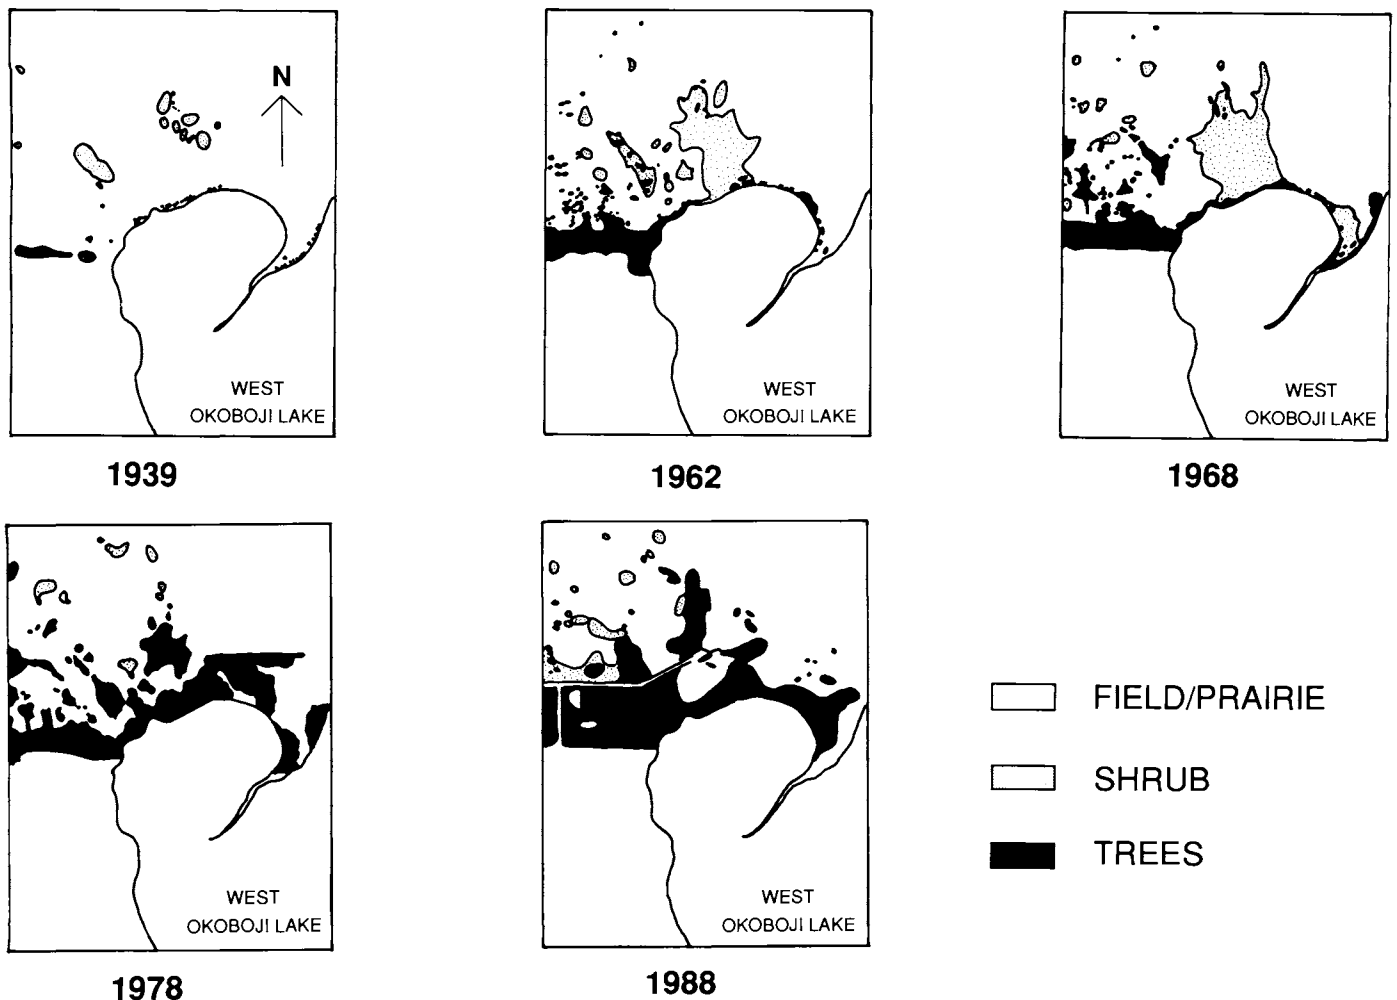 N
WEST
OKOBOJI LAKE
1939
WEST
OKOBOJI LAKE
1962
WEST
OKOBOJI LAKE
1968
WEST
OKOBOJI LAKE
1978
WEST
OKOBOJI LAKE
1988
FIELD/PRAIRIE
SHRUB
TREES